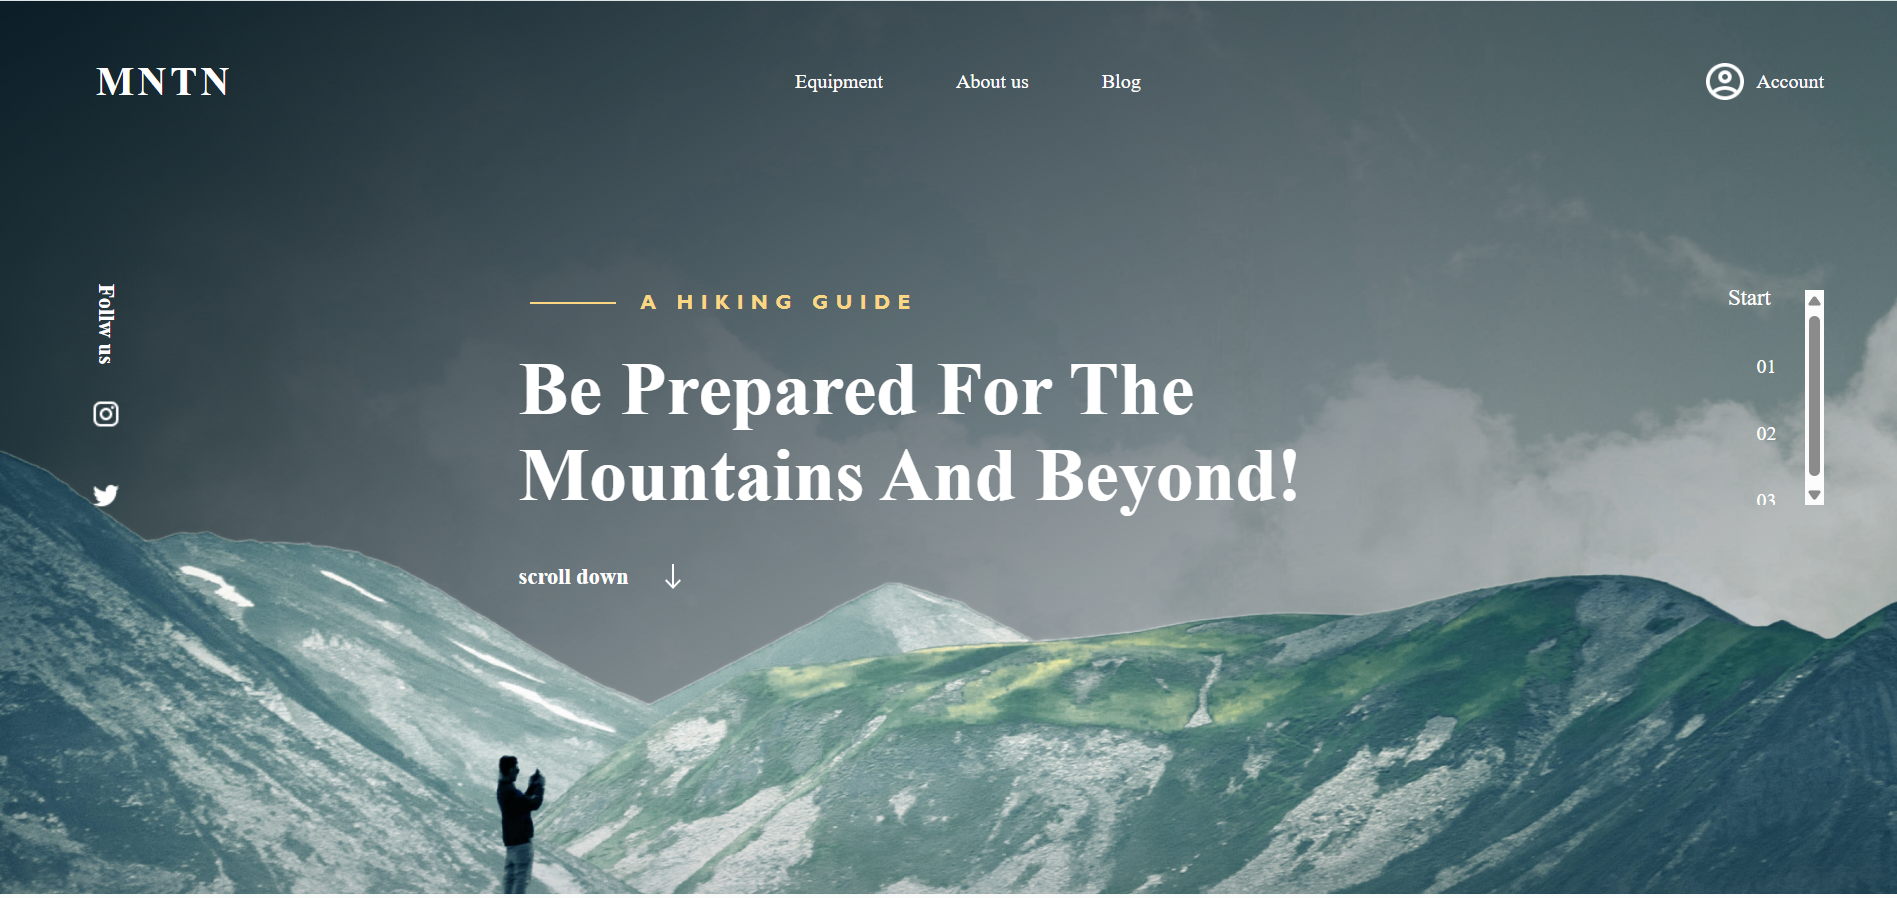 MNTN
Equipment
About us
Blog
Account
Follw us
A HIKING GUIDE
Be Prepared For The
Mountains And Beyond!
scroll down
Start
01
02
03